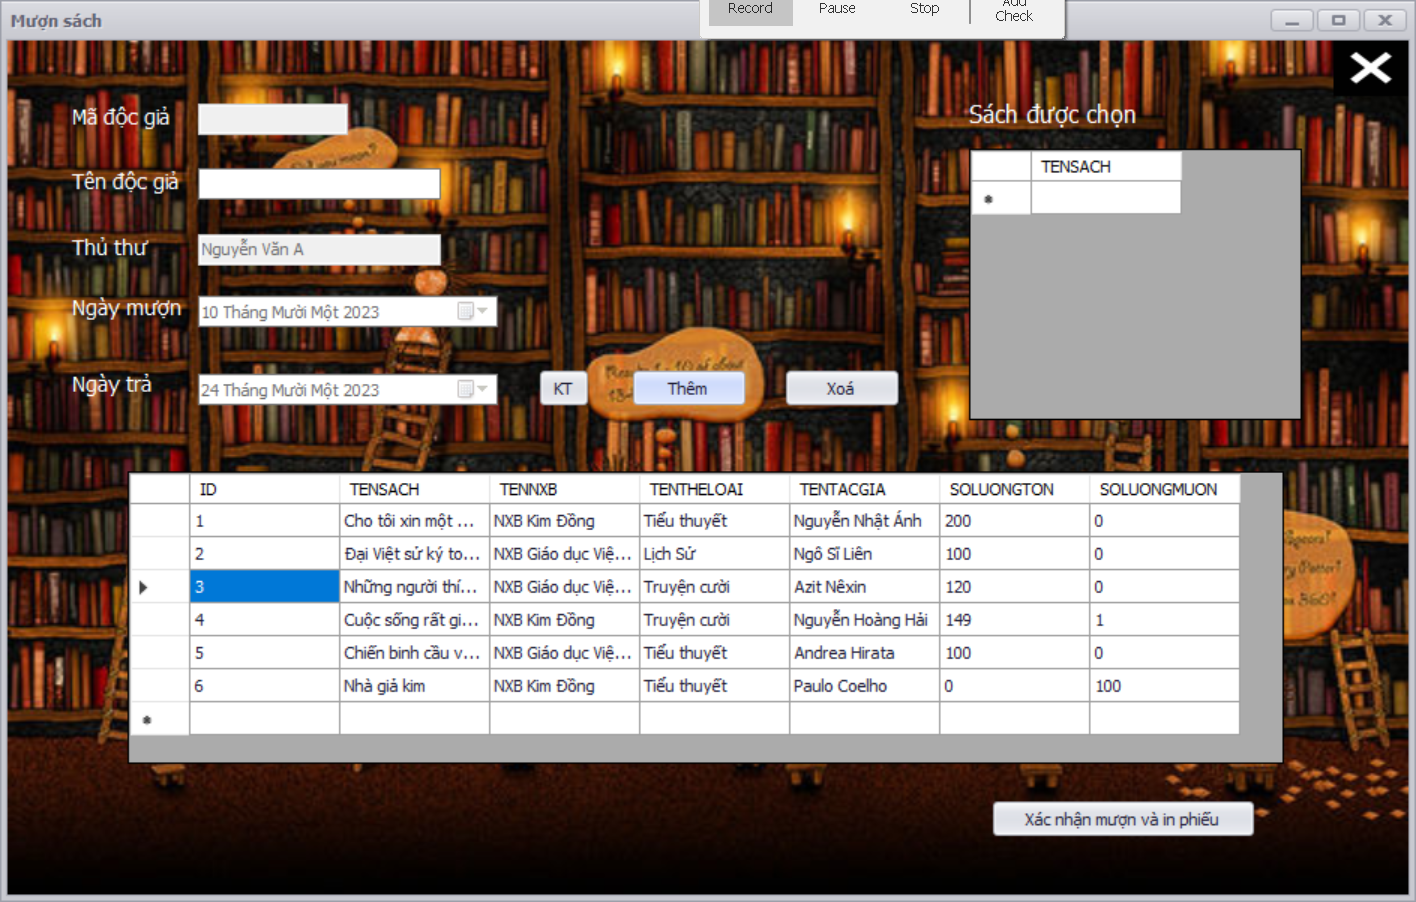 Mượn sách
Record Pause Stop Add Check
Mã độc giả
Sách được chọn
TENSACH
Tên độc giả
Thủ thư Nguyễn Văn A
Ngày mượn 10 Tháng Mười Một 2023
Ngày trả 24 Tháng Mười Một 2023
KT Thêm Xoá
ID TENSACH TENNXB TENTHELOAI TENTACGIA SOLUONGTON SOLUONGMUON
1 Cho tôi xin một ... NXB Kim Đồng Tiểu thuyết Nguyễn Nhật Ánh 200 0
2 Đại Việt sử ký to... NXB Giáo dục Việ... Lịch Sử Ngô Sĩ Liên 100 0
3 Những người thí... NXB Giáo dục Việ... Truyện cười Azit Nêxin 120 0
4 Cuộc sống rất gi... NXB Kim Đồng Truyện cười Nguyễn Hoàng Hải 149 1
5 Chiến binh cầu v... NXB Giáo dục Việ... Tiểu thuyết Andrea Hirata 100 0
6 Nhà giả kim NXB Kim Đồng Tiểu thuyết Paulo Coelho 0 100
Xác nhận mượn và in phiếu